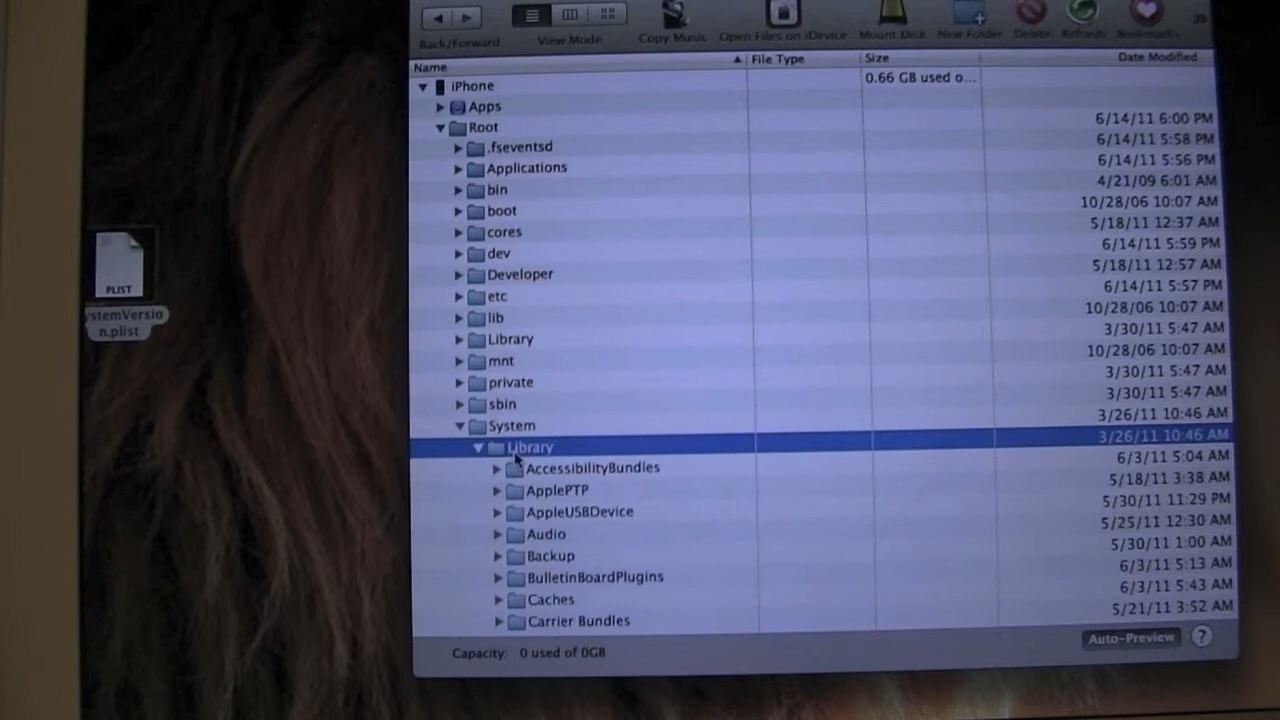 Back/Forward View Mode Copy Music Open Files on iDevice Mount Disk New Folder Delete Refresh Bookmarks
Name File Type Size Date Modified
iPhone 0.66 GB used o...
Apps
Root 6/14/11 6:00 PM
.fseventsd 6/14/11 5:58 PM
Applications 6/14/11 5:56 PM
bin 4/21/09 6:01 AM
boot 10/28/06 10:07 AM
cores 5/18/11 12:37 AM
dev 6/14/11 5:59 PM
Developer 5/18/11 12:57 AM
etc 6/14/11 5:57 PM
lib 10/28/06 10:07 AM
Library 3/30/11 5:47 AM
mnt 10/28/06 10:07 AM
private 3/30/11 5:47 AM
sbin 3/30/11 5:47 AM
System 3/26/11 10:46 AM
Library 3/26/11 10:46 AM
AccessibilityBundles 6/3/11 5:04 AM
ApplePTP 5/18/11 3:38 AM
AppleUSBDevice 5/30/11 11:29 PM
Audio 5/25/11 12:30 AM
Backup 5/30/11 1:00 AM
BulletinBoardPlugins 6/3/11 5:13 AM
Caches 6/3/11 5:43 AM
Carrier Bundles 5/21/11 3:52 AM
Capacity: 0 used of 0GB Auto-Preview ?
PLIST
ystemVersio
n.plist